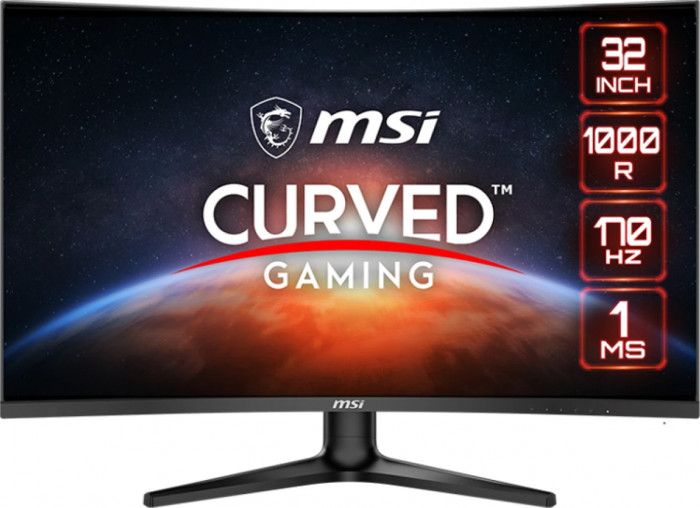 msi
CURVED™
GAMING
32
INCH
1000
R
170
HZ
1
MS
msi